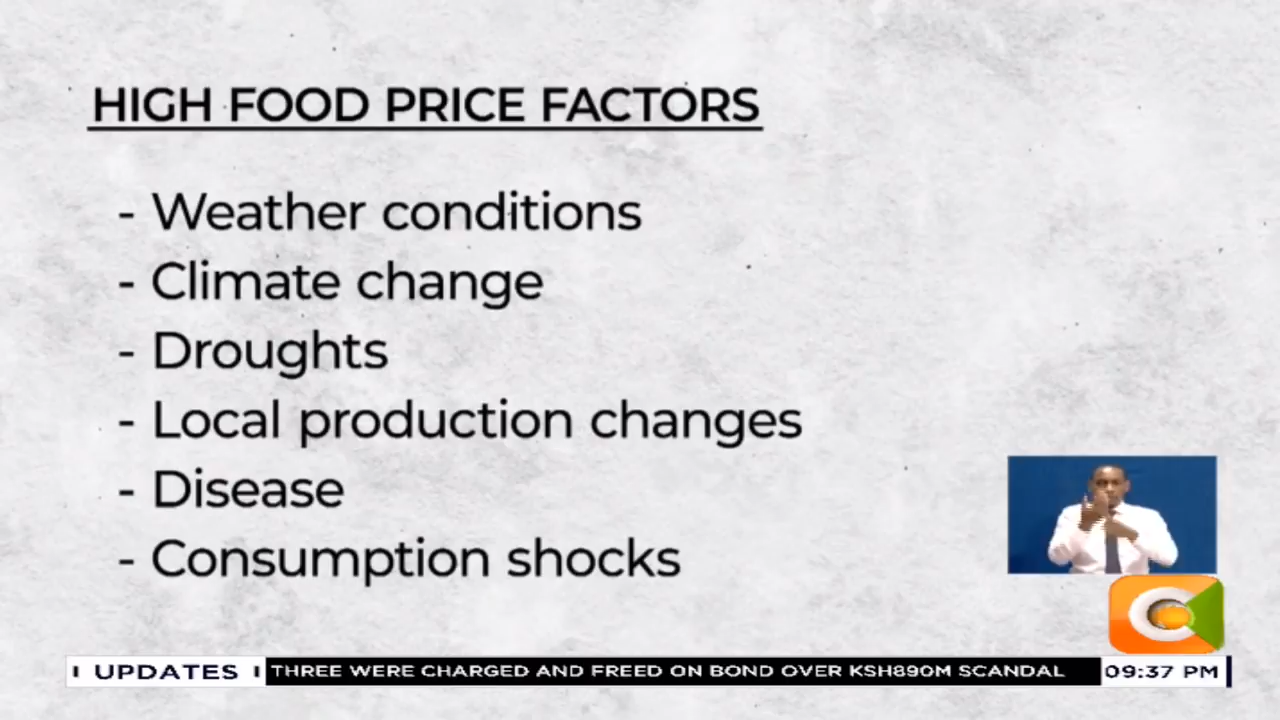 HIGH FOOD PRICE FACTORS
- Weather conditions
- Climate change
- Droughts
- Local production changes
- Disease
- Consumption shocks
UPDATES
THREE WERE CHARGED AND FREED ON BOND OVER KSH890M SCANDAL
09:37 PM